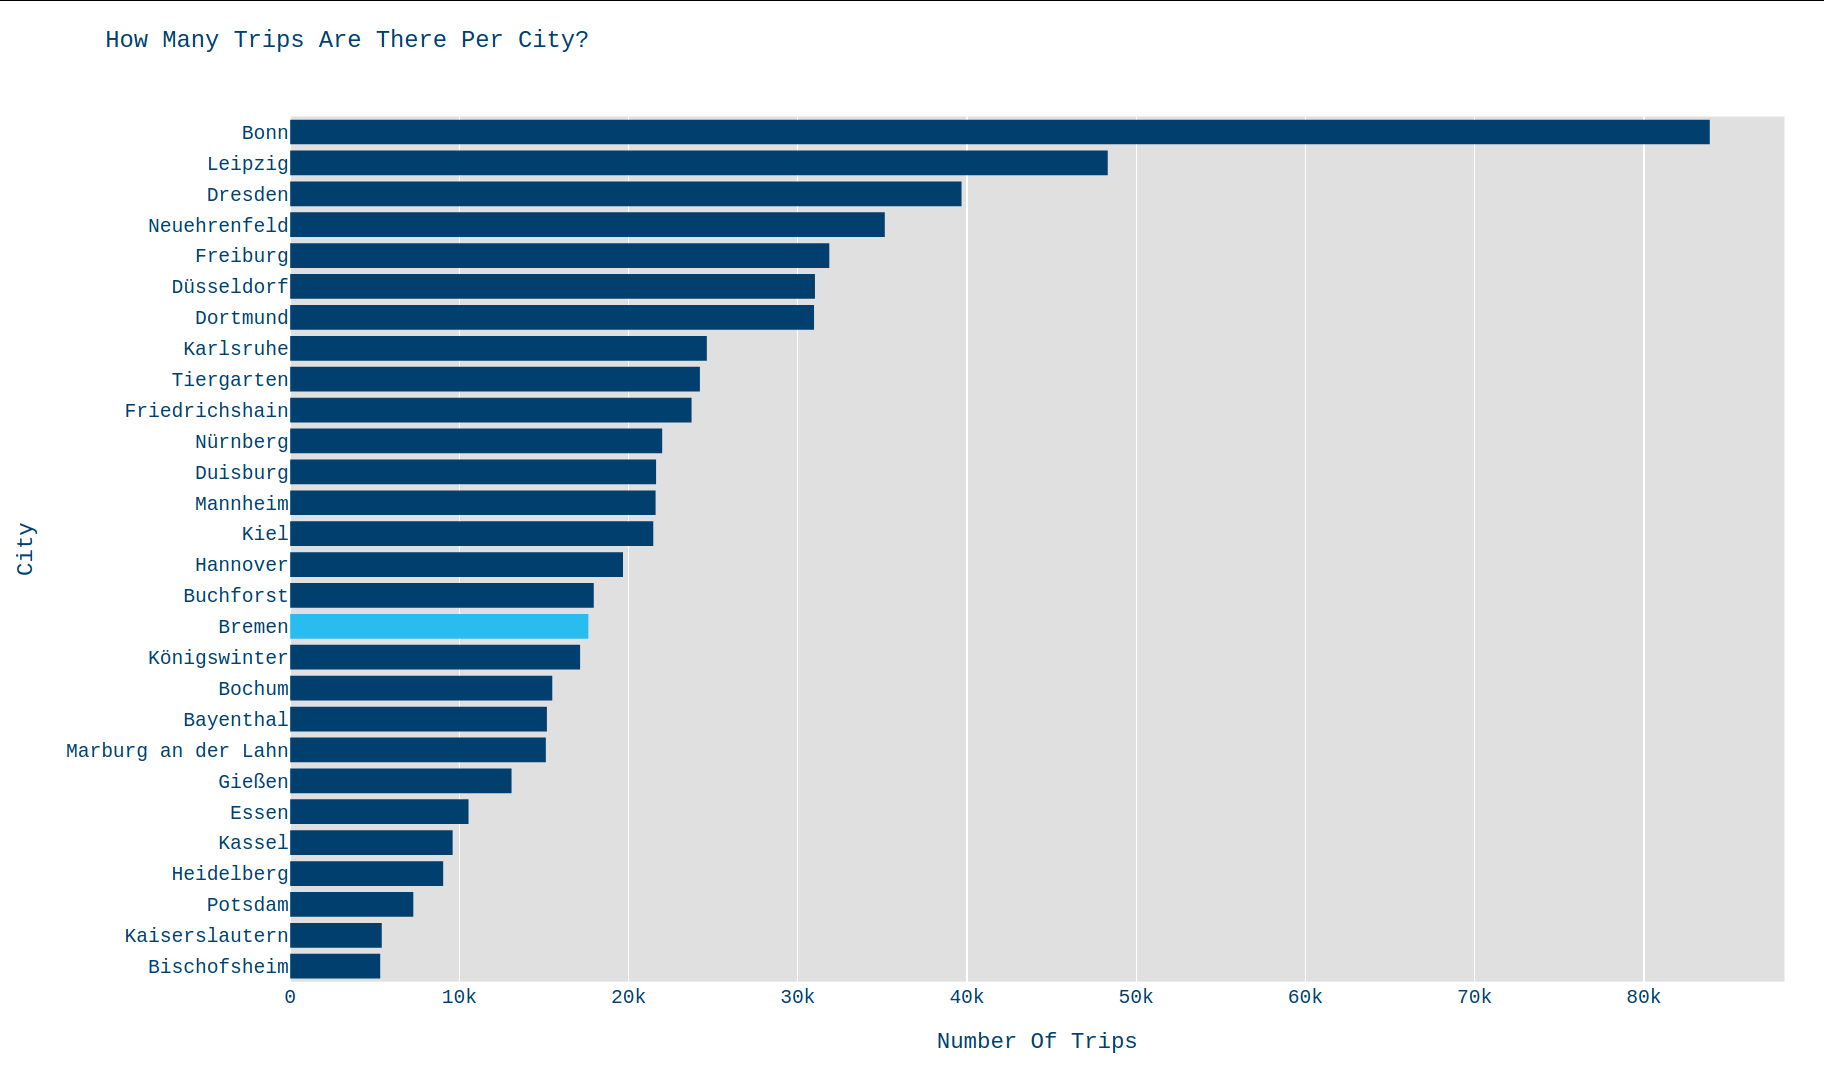 How Many Trips Are There Per City?
Bonn
Leipzig
Dresden
Neuehrenfeld
Freiburg
Düsseldorf
Dortmund
Karlsruhe
Tiergarten
Friedrichshain
Nürnberg
Duisburg
Mannheim
Kiel
Hannover
Buchforst
Bremen
Königswinter
Bochum
Bayenthal
Marburg an der Lahn
Gießen
Essen
Kassel
Heidelberg
Potsdam
Kaiserslautern
Bischofsheim
City
0 10k 20k 30k 40k 50k 60k 70k 80k
Number Of Trips